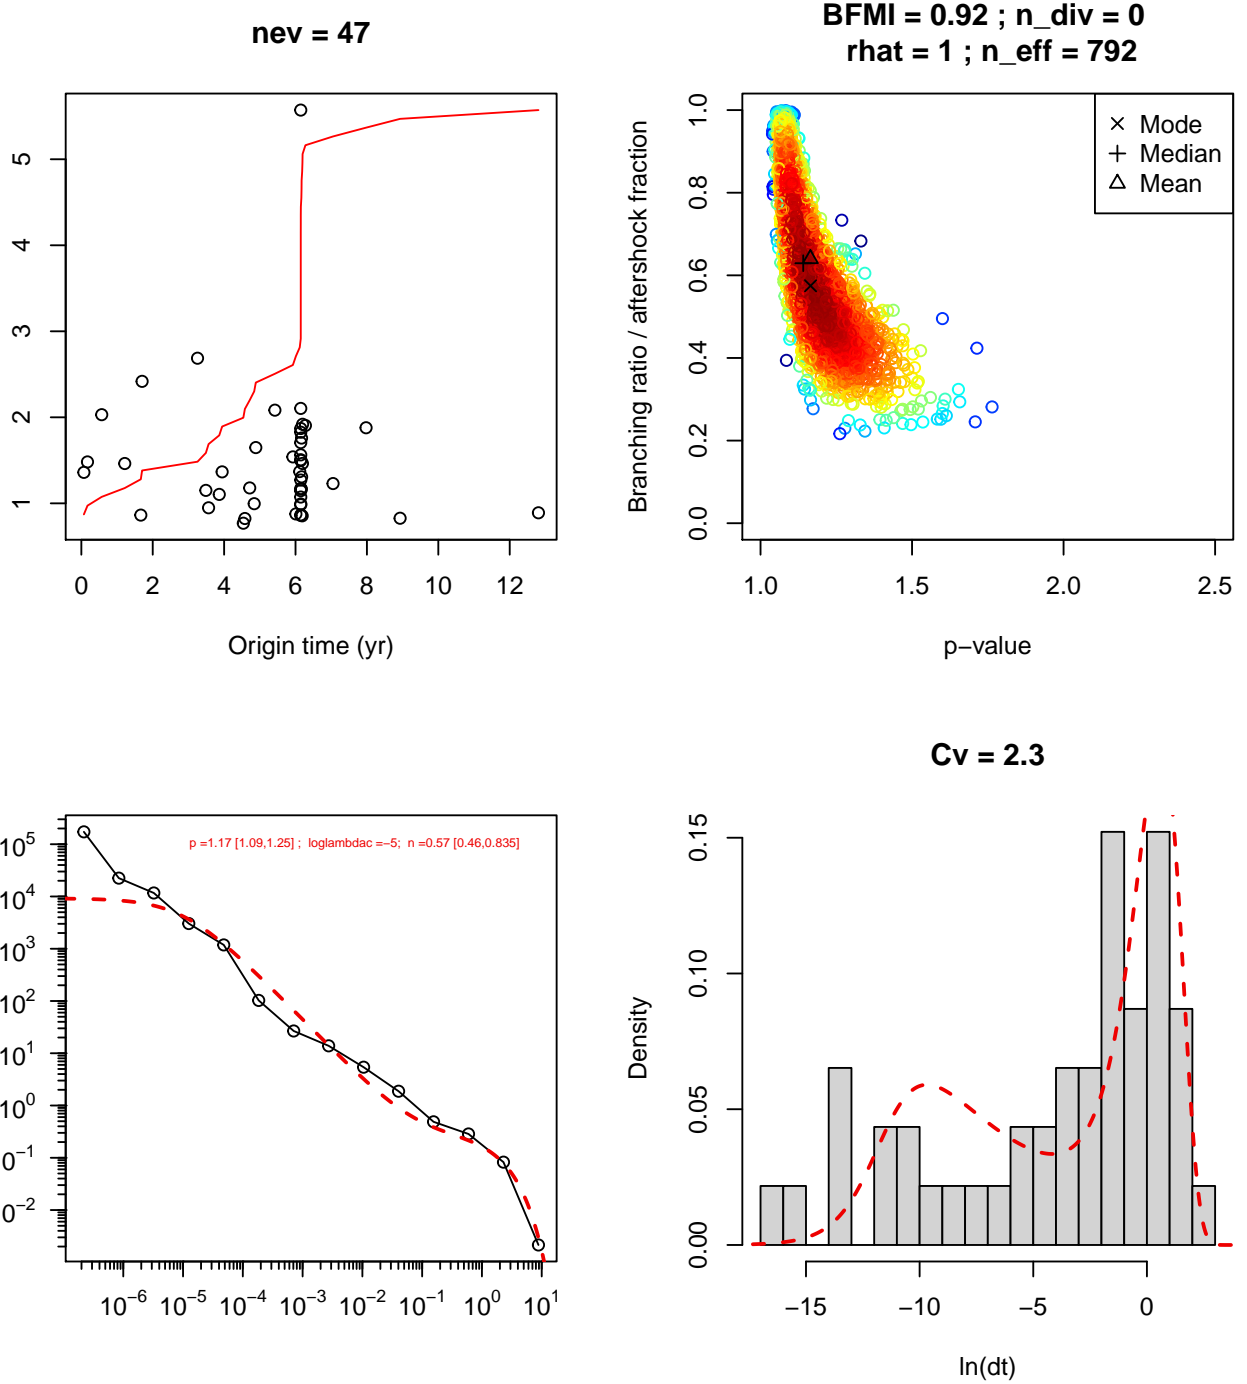 nev = 47
1
2
3
4
5
0 2 4 6 8 10 12
Origin time (yr)
BFMI = 0.92 ; n_div = 0
rhat = 1 ; n_eff = 792
Branching ratio / aftershock fraction
0.0
0.2
0.4
0.6
0.8
1.0
Mode
Median
Mean
1.0 1.5 2.0 2.5
p−value
p =1.17 [1.09,1.25] ; loglambdac =−5; n =0.57 [0.46,0.835]
10^5
10^4
10^3
10^2
10^1
10^0
0^−1
0^−2
10^−6 10^−5 10^−4 10^−3 10^−2 10^−1 10^0 10^1
Cv = 2.3
Density
0.00
0.05
0.10
0.15
−15 −10 −5 0
ln(dt)